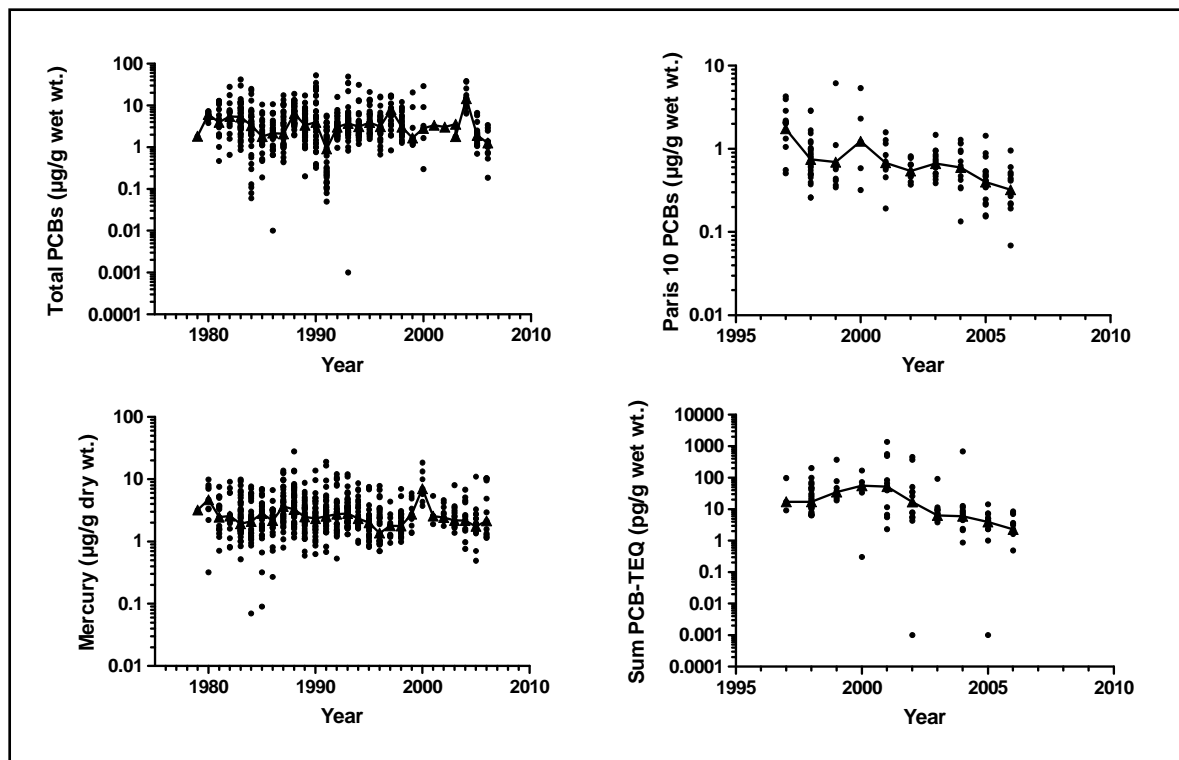 Total PCBs (µg/g wet wt.)
100
10
1
0.1
0.01
0.001
0.0001
1980 1990 2000 2010
Year
Paris 10 PCBs (µg/g wet wt.)
10
1
0.1
0.01
1995 2000 2005 2010
Year
Mercury (µg/g dry wt.)
100
10
1
0.1
0.01
1980 1990 2000 2010
Year
Sum PCB-TEQ (pg/g wet wt.)
10000
1000
100
10
1
0.1
0.01
0.001
0.0001
1995 2000 2005 2010
Year